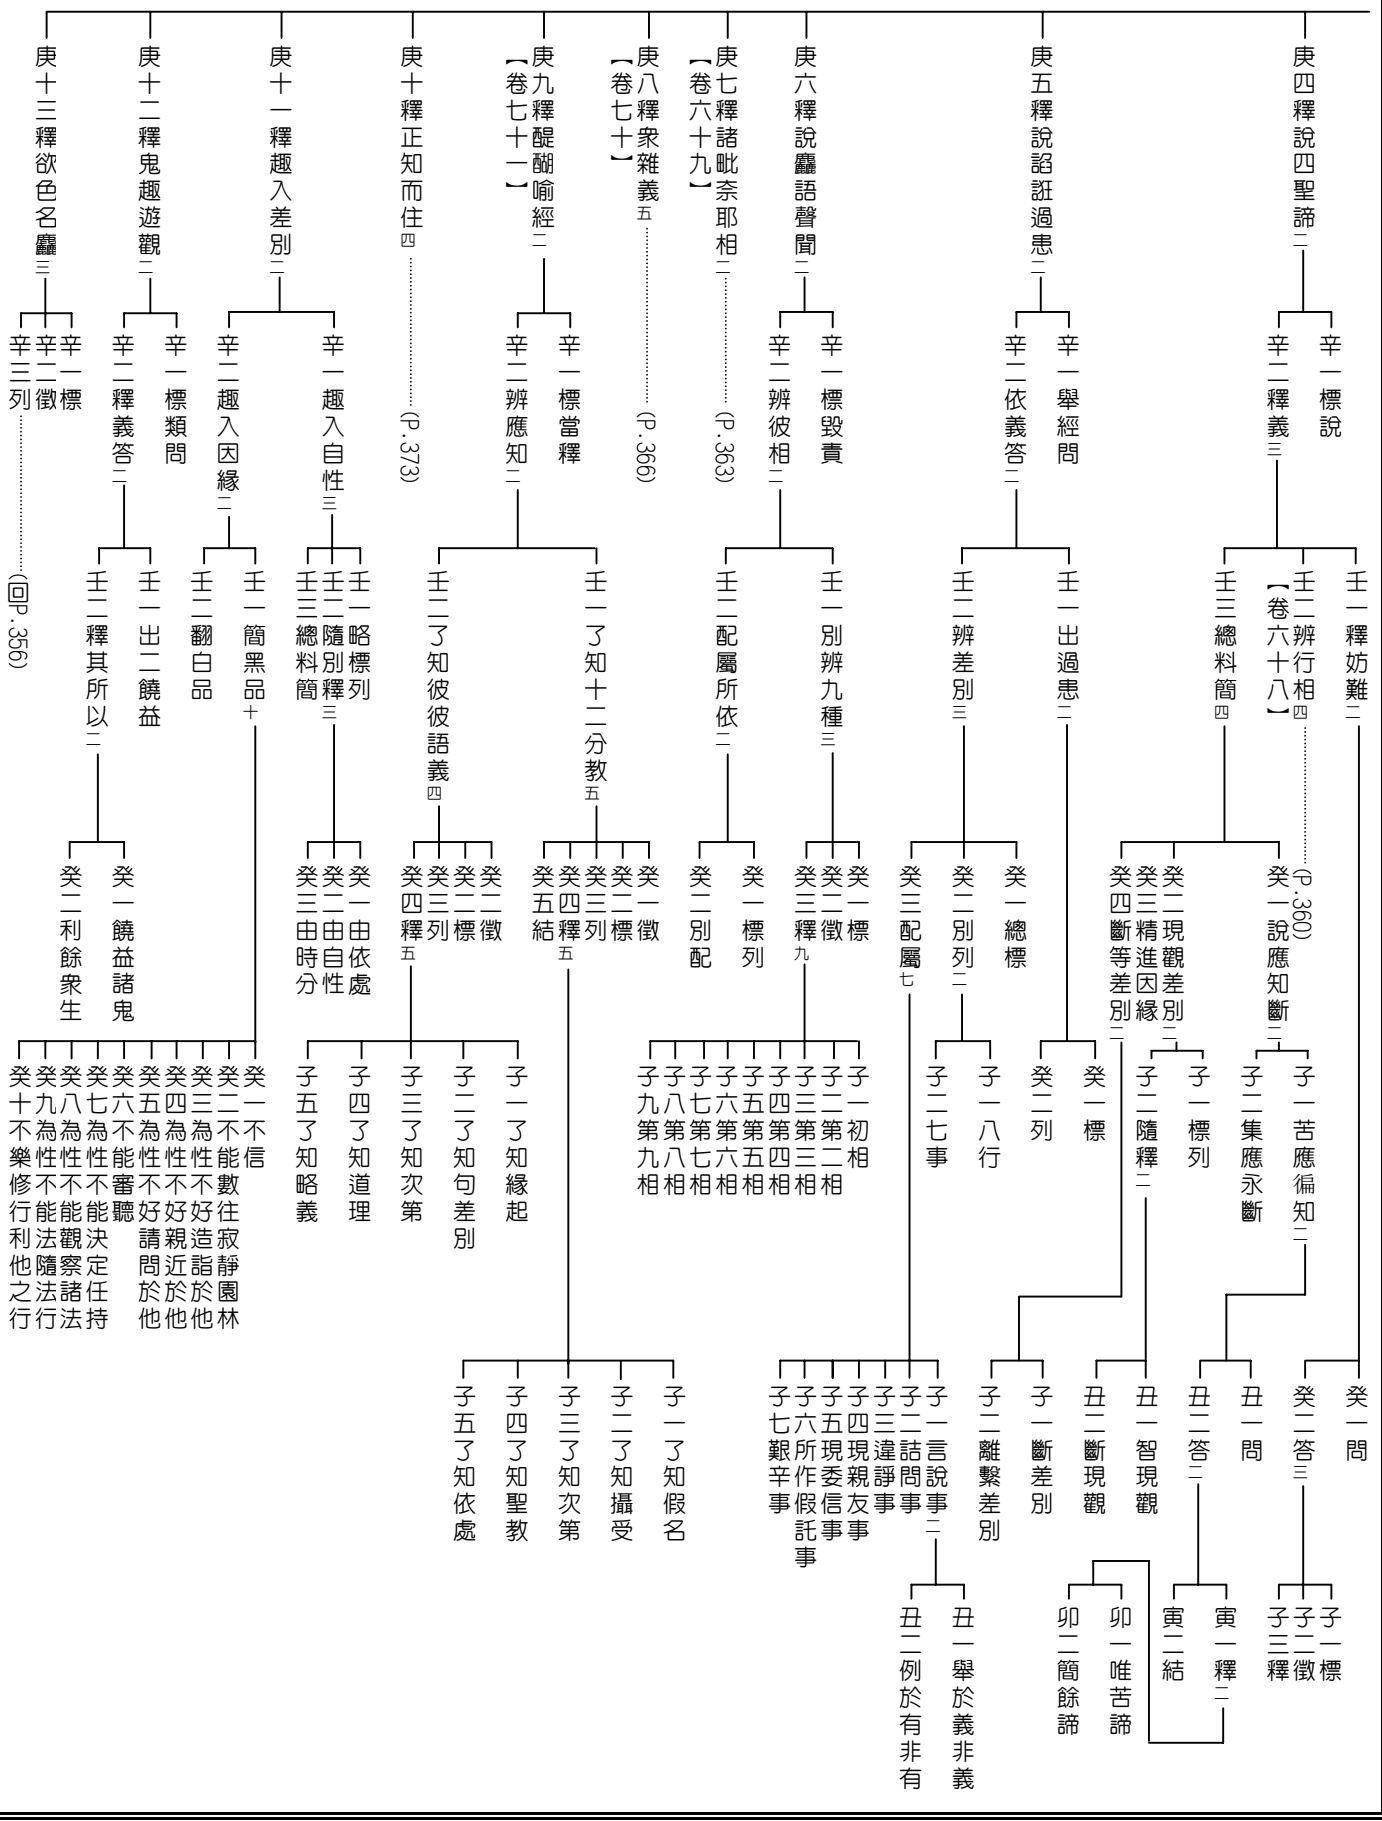 庚四釋說四聖諦二
辛一標說
辛二釋義三
壬一釋妨難二
癸一問
癸二答三
子一標
子二徵
子三釋
壬二辨行相四
【卷六十八】
(P.360)
壬三總料簡四
癸一說應知斷二
子一苦應徧知二
丑一問
丑二答二
寅一釋二
卯一唯苦諦
卯二簡餘諦
寅二結
子二集應永斷
癸二現觀差別二
子一標列
子二隨釋二
丑一智現觀
丑二斷現觀
癸三精進因緣
癸四斷等差別二
子一斷差別
子二離繫差別
庚五釋說諂誑過患二
辛一舉經問
辛二依義答二
壬一出過患二
癸一標
癸二列
壬二辨差別三
癸一總標
癸二別列二
子一八行
子二七事
癸三配屬七
子一言說事二
丑一舉於義非義
丑二例於有非有
子二詰問事
子三違諍事
子四現親友事
子五現委信事
子六所作假託事
子七艱辛事
庚六釋說麤語聲聞二
辛一標毀責
辛二辨彼相二
壬一別辨九種三
癸一標
癸二徵
癸三釋九
子一初相
子二第二相
子三第三相
子四第四相
子五第五相
子六第六相
子七第七相
子八第八相
子九第九相
壬二配屬所依二
癸一標列
癸二別配
庚七釋諸毗奈耶相二
【卷六十九】
(P.363)
庚八釋眾雜義五
【卷七十】
(P.366)
庚九釋醍醐喻經二
【卷七十一】
辛一標當釋
辛二辨應知二
壬一了知十二分教五
癸一徵
癸二標
癸三列
癸四釋五
子一了知假名
子二了知攝受
子三了知次第
子四了知聖教
子五了知依處
癸五結
壬二了知彼彼語義四
癸一徵
癸二標
癸三列
癸四釋五
子一了知緣起
子二了知句差別
子三了知次第
子四了知道理
子五了知略義
庚十釋正知而住四
(P.373)
庚十一釋趣入差別二
辛一趣入自性三
壬一略標列
壬二隨別釋三
癸一由依處
癸二由自性
癸三由時分
壬三總料簡
辛二趣入因緣二
壬一簡黑品十
癸一不信
癸二不能數往寂靜園林
癸三為性不好造詣於他
癸四為性不好親近於他
癸五為性不好請問於他
癸六不能審聽
癸七為性不能決定任持
癸八為性不能觀察諸法
癸九為性不能法隨法行
癸十不樂修行利他之行
壬二翻白品
庚十二釋鬼趣遊觀二
辛一標類問
辛二釋義答二
壬一出二饒益
壬二釋其所以二
癸一饒益諸鬼
癸二利餘眾生
庚十三釋欲色名麤三
辛一標
辛二徵
辛三列
(回P.356)